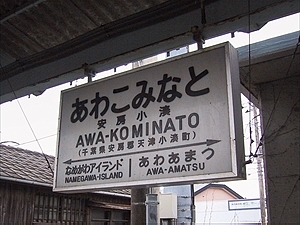 あわこみなと
安房小湊
AWA-KOMINATO
(千葉県安房郡天津小湊町)
なめがわアイランド
NAMEGAWA-ISLAND
あわあまつ
AWA-AMATSU